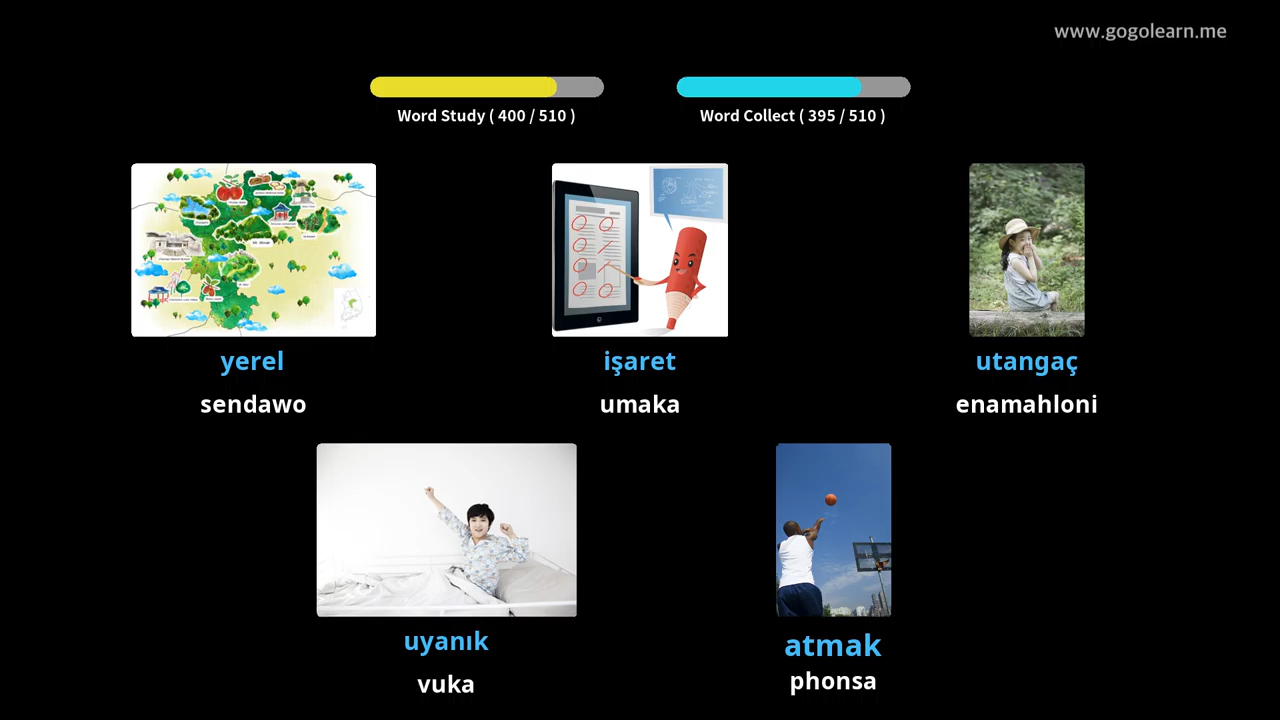 www.gogolearn.me
Word Study ( 400 / 510 )
Word Collect ( 395 / 510 )
yerel
sendawo
işaret
umaka
utangaç
enamahloni
uyanık
vuka
atmak
phonsa